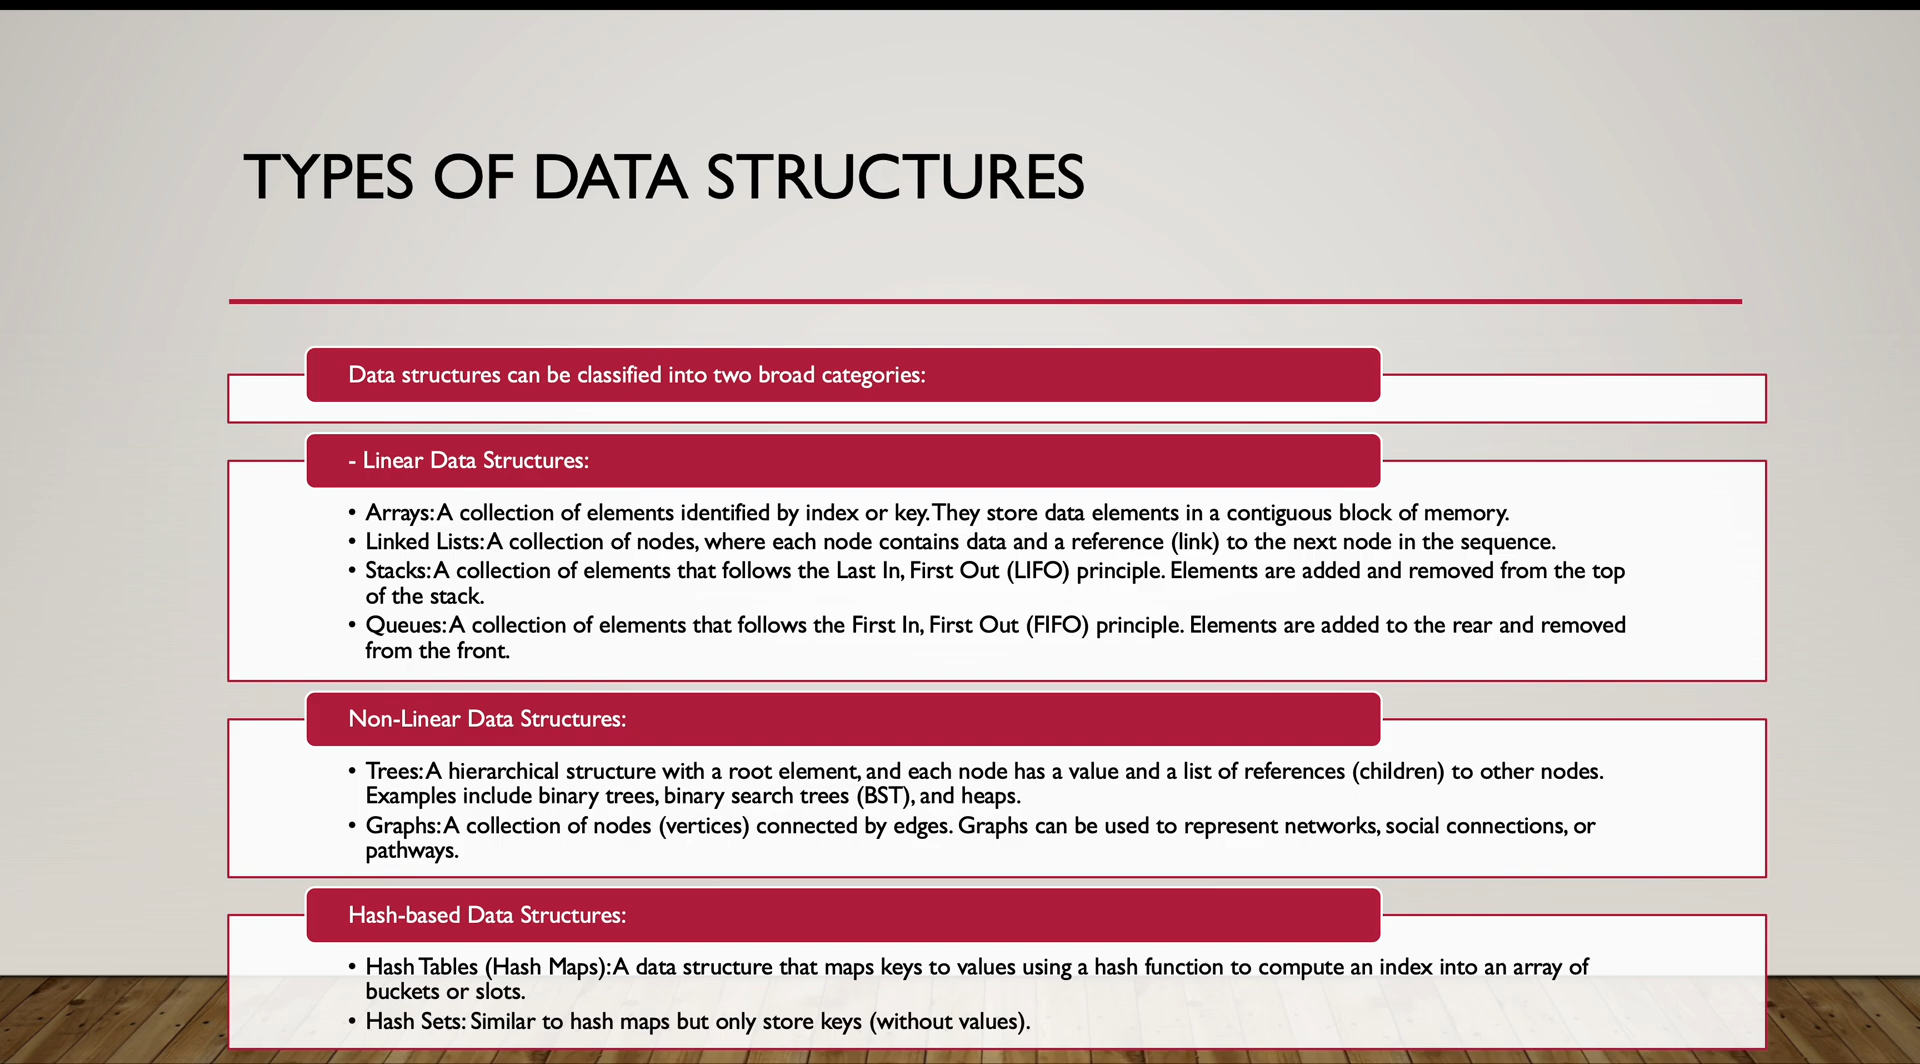 TYPES OF DATA STRUCTURES
Data structures can be classified into two broad categories:
- Linear Data Structures:
• Arrays: A collection of elements identified by index or key. They store data elements in a contiguous block of memory.
• Linked Lists: A collection of nodes, where each node contains data and a reference (link) to the next node in the sequence.
• Stacks: A collection of elements that follows the Last In, First Out (LIFO) principle. Elements are added and removed from the top
of the stack.
• Queues: A collection of elements that follows the First In, First Out (FIFO) principle. Elements are added to the rear and removed
from the front.
Non-Linear Data Structures:
• Trees: A hierarchical structure with a root element, and each node has a value and a list of references (children) to other nodes.
Examples include binary trees, binary search trees (BST), and heaps.
• Graphs: A collection of nodes (vertices) connected by edges. Graphs can be used to represent networks, social connections, or
pathways.
Hash-based Data Structures:
• Hash Tables (Hash Maps): A data structure that maps keys to values using a hash function to compute an index into an array of
buckets or slots.
• Hash Sets: Similar to hash maps but only store keys (without values).